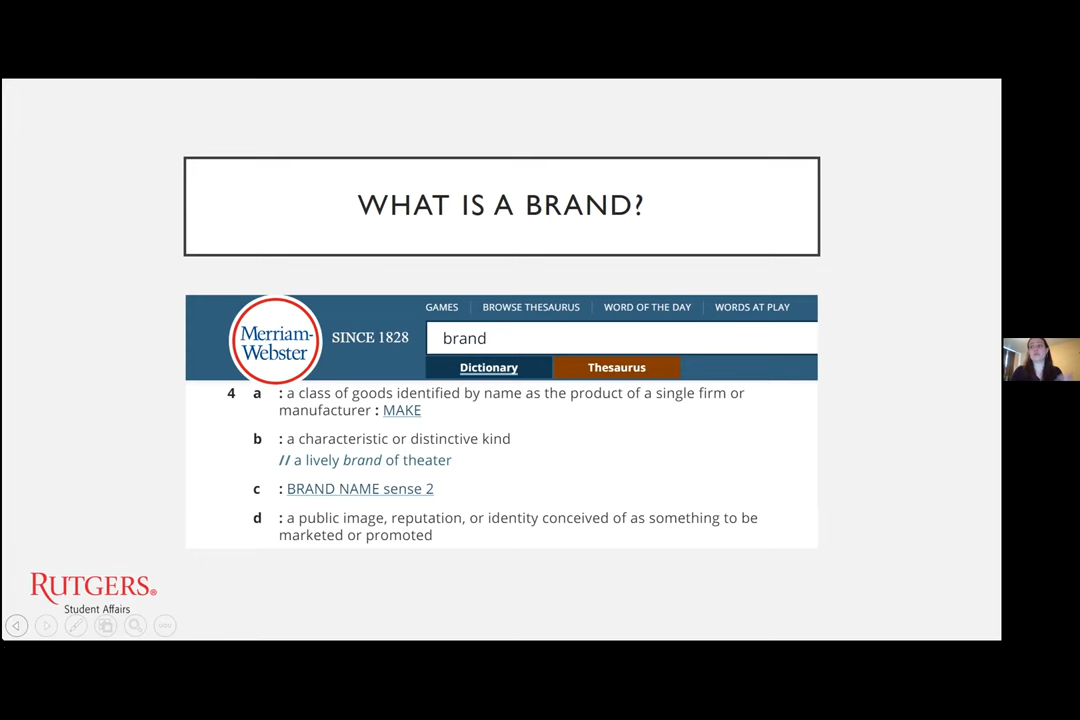 WHAT IS A BRAND?
GAMES BROWSE THESAURUS WORD OF THE DAY WORDS AT PLAY
Merriam-
Webster
SINCE 1828
brand
Dictionary Thesaurus
4 a : a class of goods identified by name as the product of a single firm or
manufacturer : MAKE
b : a characteristic or distinctive kind
// a lively brand of theater
c : BRAND NAME sense 2
d : a public image, reputation, or identity conceived of as something to be
marketed or promoted
RUTGERS®
Student Affairs